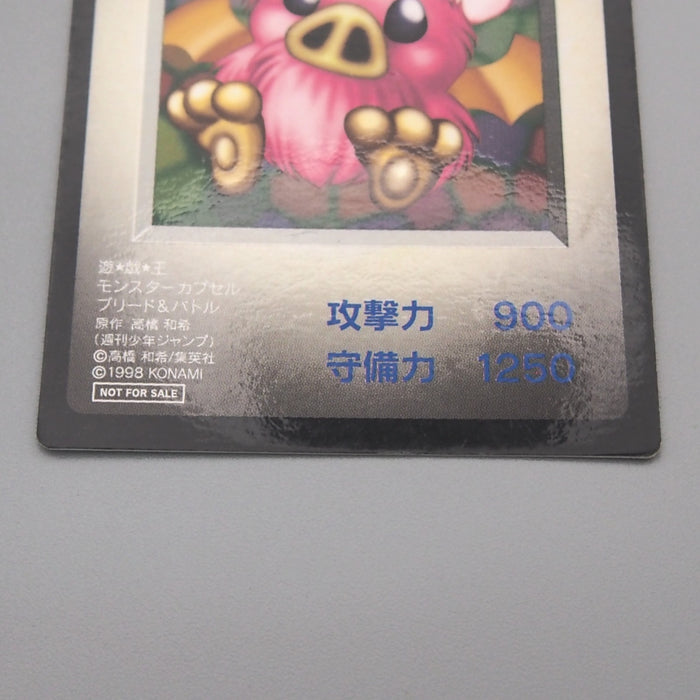 遊★戯★王
モンスター カプセル
ブリード&バトル
原作 高橋 和希
(週刊少年ジャンプ)
©高橋 和希/集英社
©1998 KONAMI
NOT FOR SALE
攻撃力 900
守備力 1250